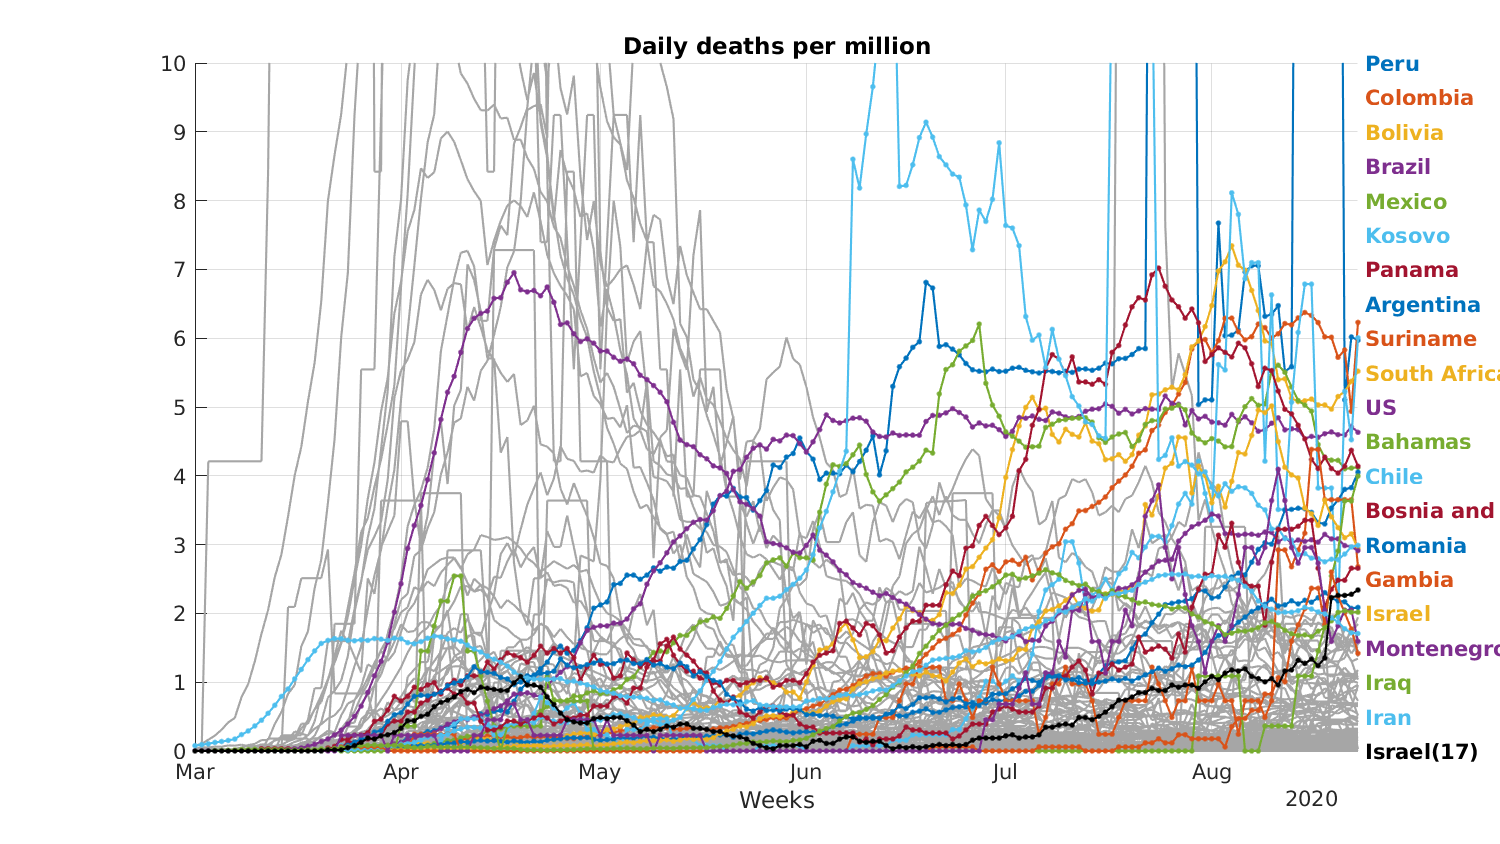 Daily deaths per million
10
9
8
7
6
5
4
3
2
1
0
Mar
Apr
May
Jun
Jul
Aug
Weeks
2020
Peru
Colombia
Bolivia
Brazil
Mexico
Kosovo
Panama
Argentina
Suriname
South Africa
US
Bahamas
Chile
Bosnia and
Romania
Gambia
Israel
Montenegro
Iraq
Iran
Israel(17)